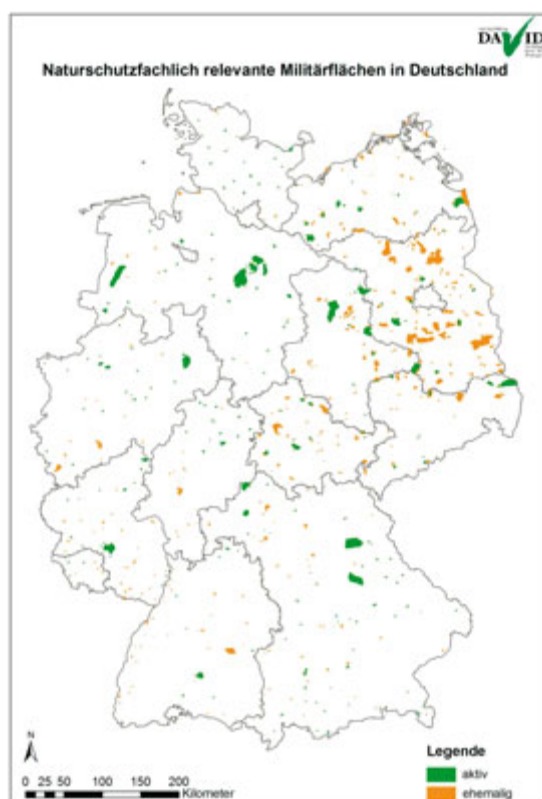 DAVID
Naturschutzfachlich relevante Militärflächen in Deutschland
N
0 25 50 100 150 200
Kilometer
Legende
aktiv
ehemalig